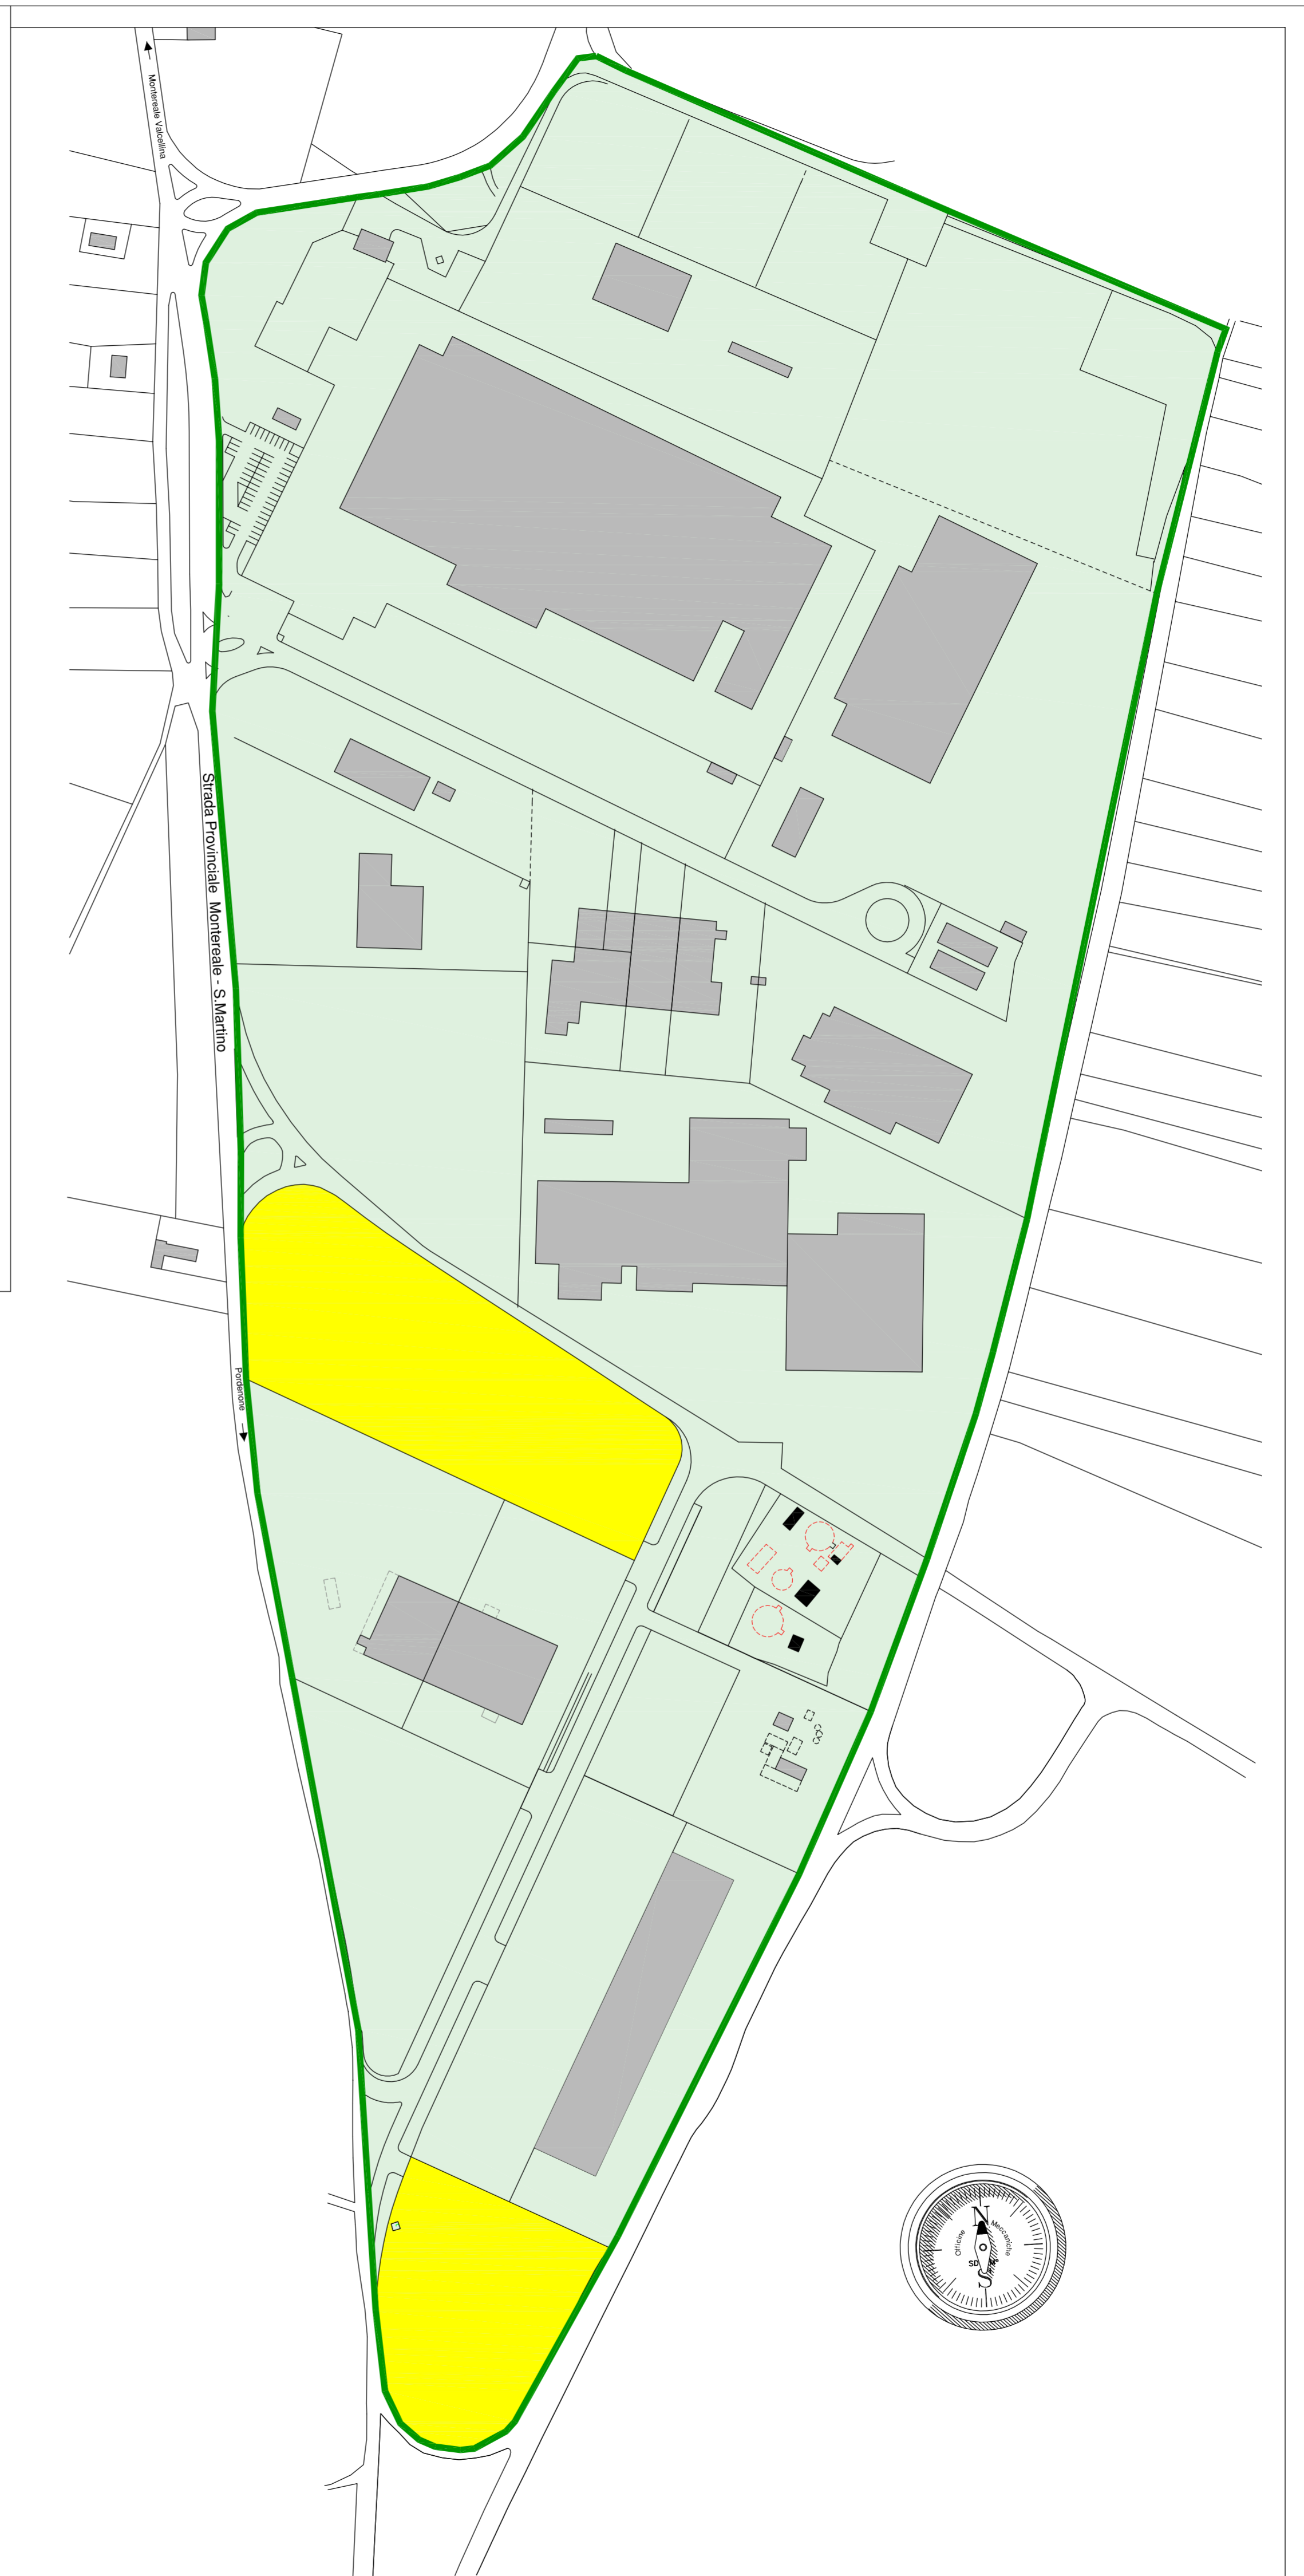 Montereale Valcellina
Strada Provinciale Montereale - S.Martino
Pordenone
N
Officine
Meccaniche
SD
S